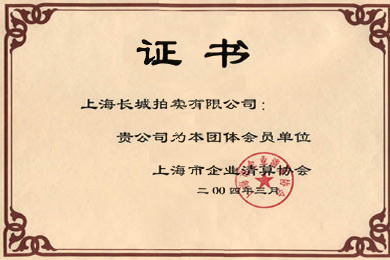 证书
上海长城拍卖有限公司：
贵公司为本团体会员单位
上海市企业清算协会
二00四年三月